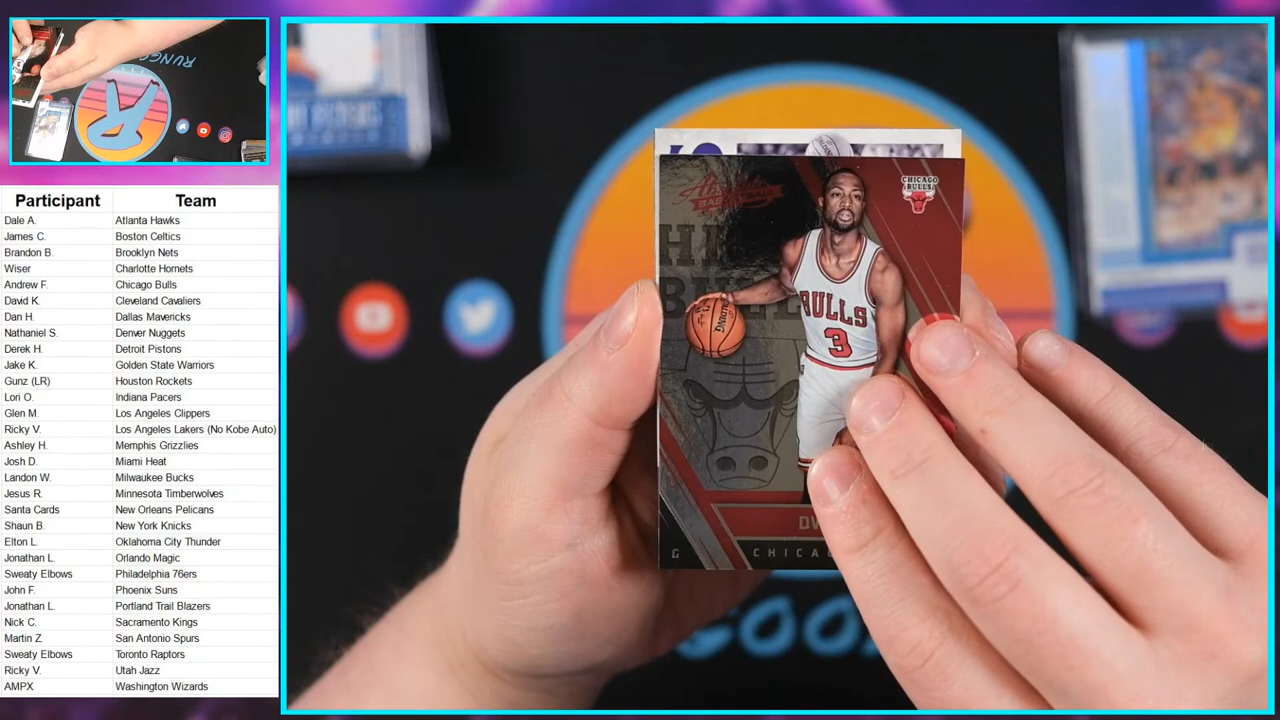 Participant Team
Dale A. Atlanta Hawks
James C. Boston Celtics
Brandon B. Brooklyn Nets
Wiser Charlotte Hornets
Andrew F. Chicago Bulls
David K. Cleveland Cavaliers
Dan H. Dallas Mavericks
Nathaniel S. Denver Nuggets
Derek H. Detroit Pistons
Jake K. Golden State Warriors
Gunz (LR) Houston Rockets
Lori O. Indiana Pacers
Glen M. Los Angeles Clippers
Ricky V. Los Angeles Lakers (No Kobe Auto)
Ashley H. Memphis Grizzlies
Josh D. Miami Heat
Landon W. Milwaukee Bucks
Jesus R. Minnesota Timberwolves
Santa Cards New Orleans Pelicans
Shaun B. New York Knicks
Elton L. Oklahoma City Thunder
Jonathan L. Orlando Magic
Sweaty Elbows Philadelphia 76ers
John F. Phoenix Suns
Jonathan L. Portland Trail Blazers
Nick C. Sacramento Kings
Martin Z. San Antonio Spurs
Sweaty Elbows Toronto Raptors
Ricky V. Utah Jazz
AMPX Washington Wizards
Absolute
BASKETBALL
CHICAGO
BULLS
SPALDING
BULLS
3
DW
G CHICAG